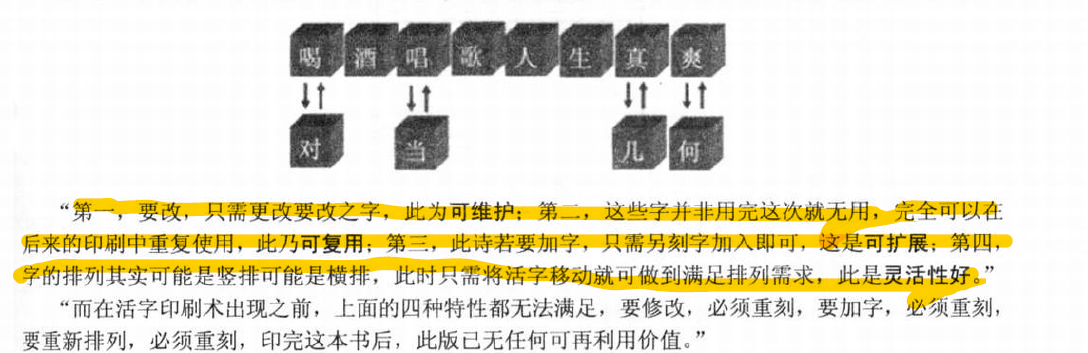 喝酒唱歌人生真爽
对 当 几何
“第一，要改，只需更改要改之字，此为可维护；第二，这些字并非用完这次就无用，完全可以在
后来的印刷中重复使用，此乃可复用；第三，此诗若要加字，只需另刻字加入即可，这是可扩展；第四，
字的排列其实可能是竖排可能是横排，此时只需将活字移动就可做到满足排列需求，此是灵活性好。”
“而在活字印刷术出现之前，上面的四种特性都无法满足，要修改，必须重刻，要加字，必须重刻，
要重新排列，必须重刻，印完这本书后，此版已无任何可再利用价值。”